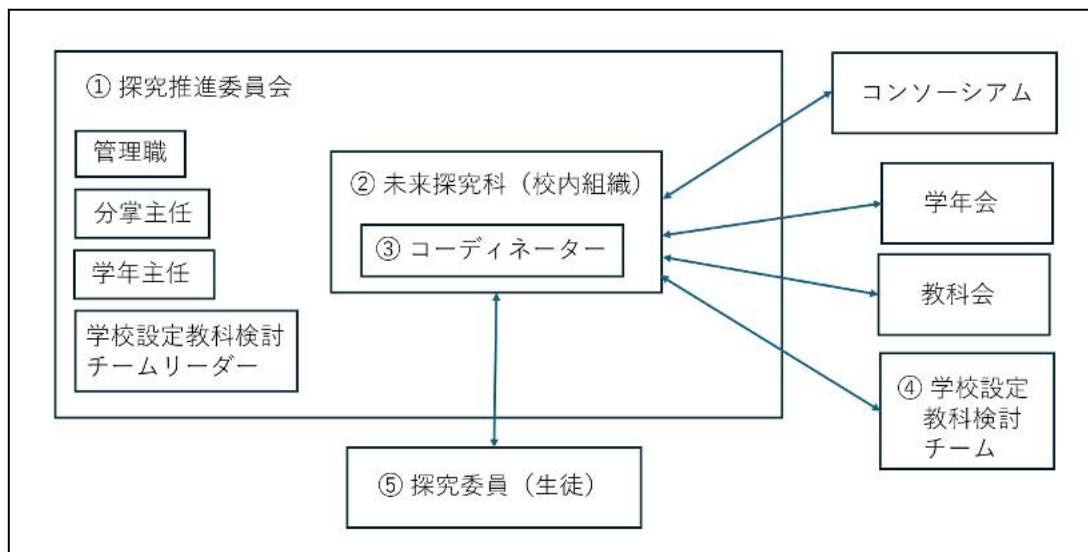 ① 探究推進委員会
管理職
分掌主任
学年主任
学校設定教科検討
チームリーダー
② 未来探究科（校内組織）
③ コーディネーター
コンソーシアム
学年会
教科会
④ 学校設定
教科検討
チーム
⑤ 探究委員（生徒）